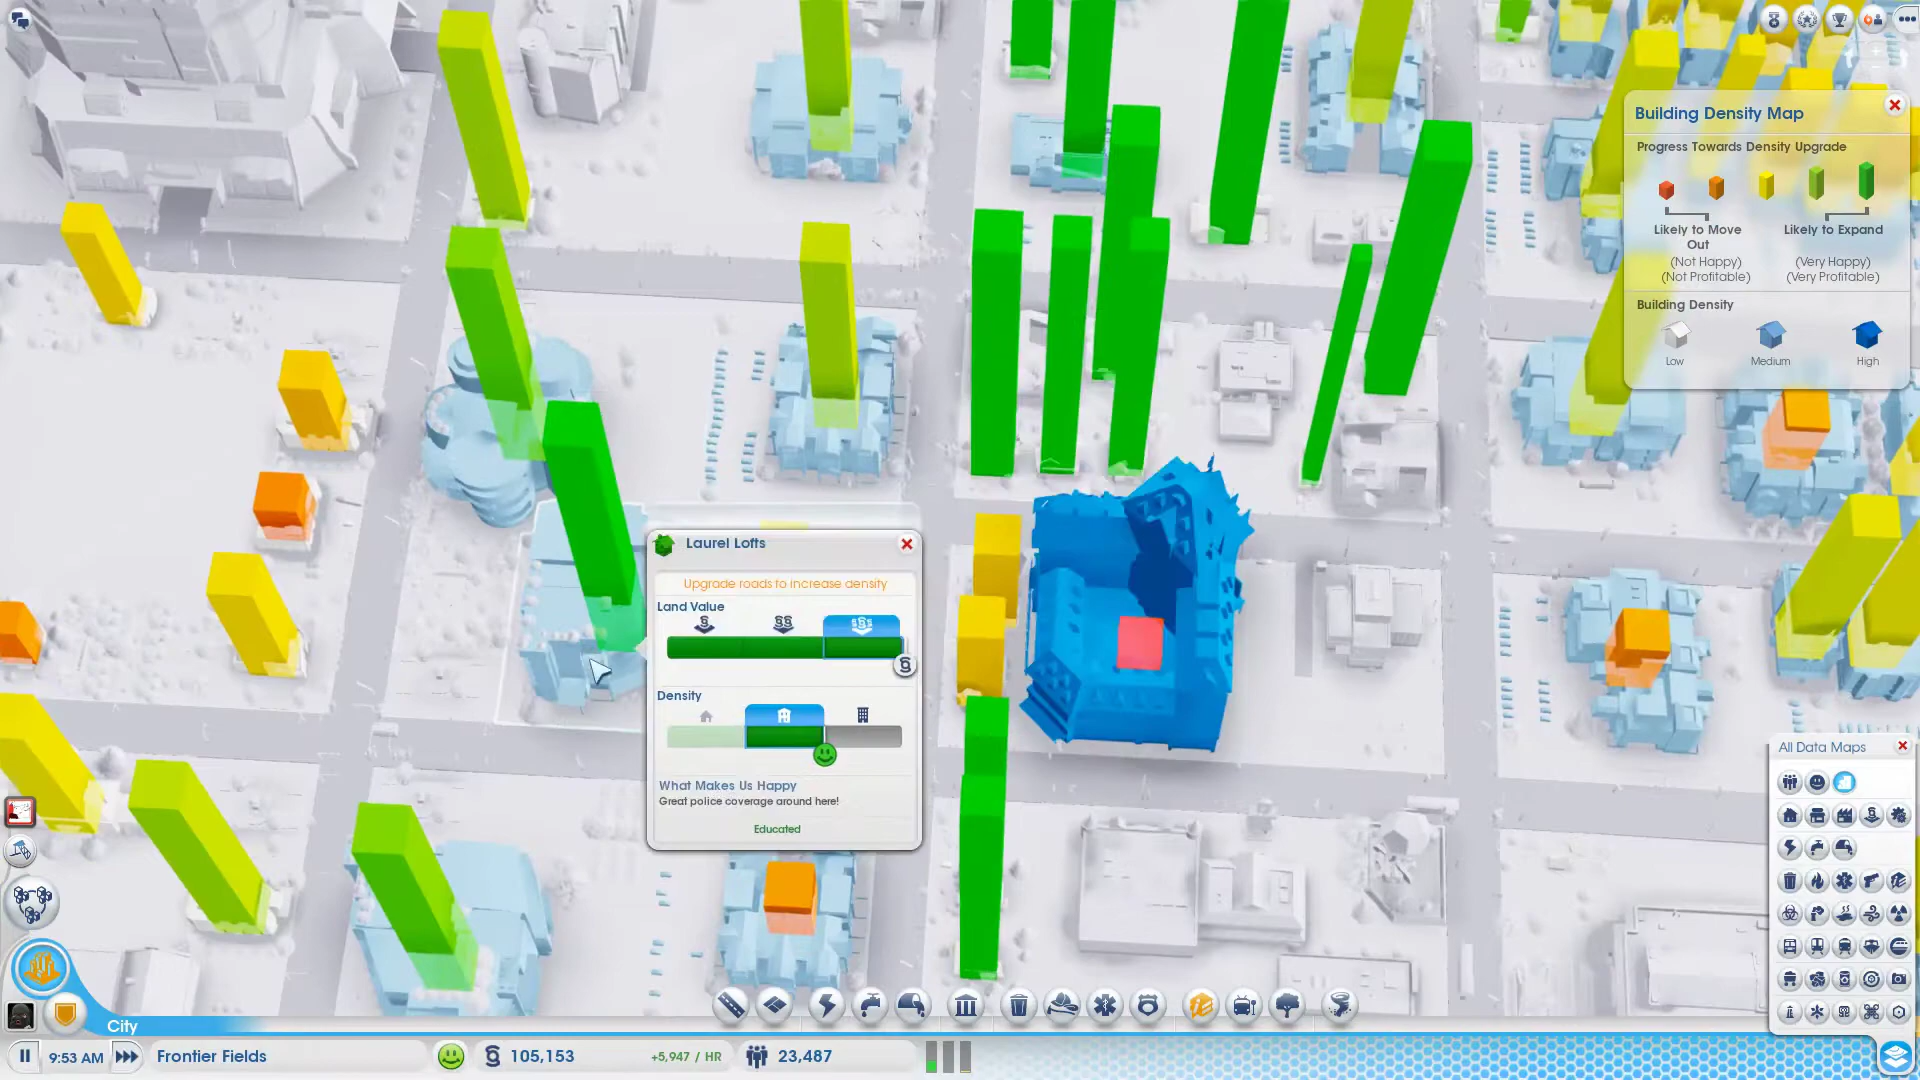 Building Density Map
Progress Towards Density Upgrade
Likely to Move Out
Likely to Expand
(Not Happy)
(Very Happy)
(Not Profitable)
(Very Profitable)
Building Density
Low
Medium
High
Laurel Lofts
Upgrade roads to increase density
Land Value
Density
What Makes Us Happy
Great police coverage around here!
Educated
All Data Maps
City
9:53 AM
Frontier Fields
105,153
+5,947 / HR
23,487